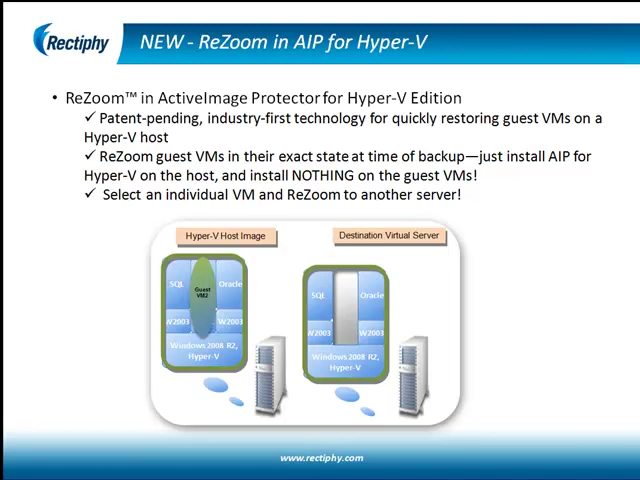 Rectiphy
NEW - ReZoom in AIP for Hyper-V
• ReZoom™ in ActiveImage Protector for Hyper-V Edition
✓ Patent-pending, industry-first technology for quickly restoring guest VMs on a
Hyper-V host
✓ ReZoom guest VMs in their exact state at time of backup—just install AIP for
Hyper-V on the host, and install NOTHING on the guest VMs!
✓ Select an individual VM and ReZoom to another server!
Hyper-V Host Image
Destination Virtual Server
SQL
Guest
VM2
Oracle
W2003
W2003
Windows 2008 R2,
Hyper-V
SQL
Oracle
W2003
W2003
Windows 2008 R2,
Hyper-V
www.rectiphy.com